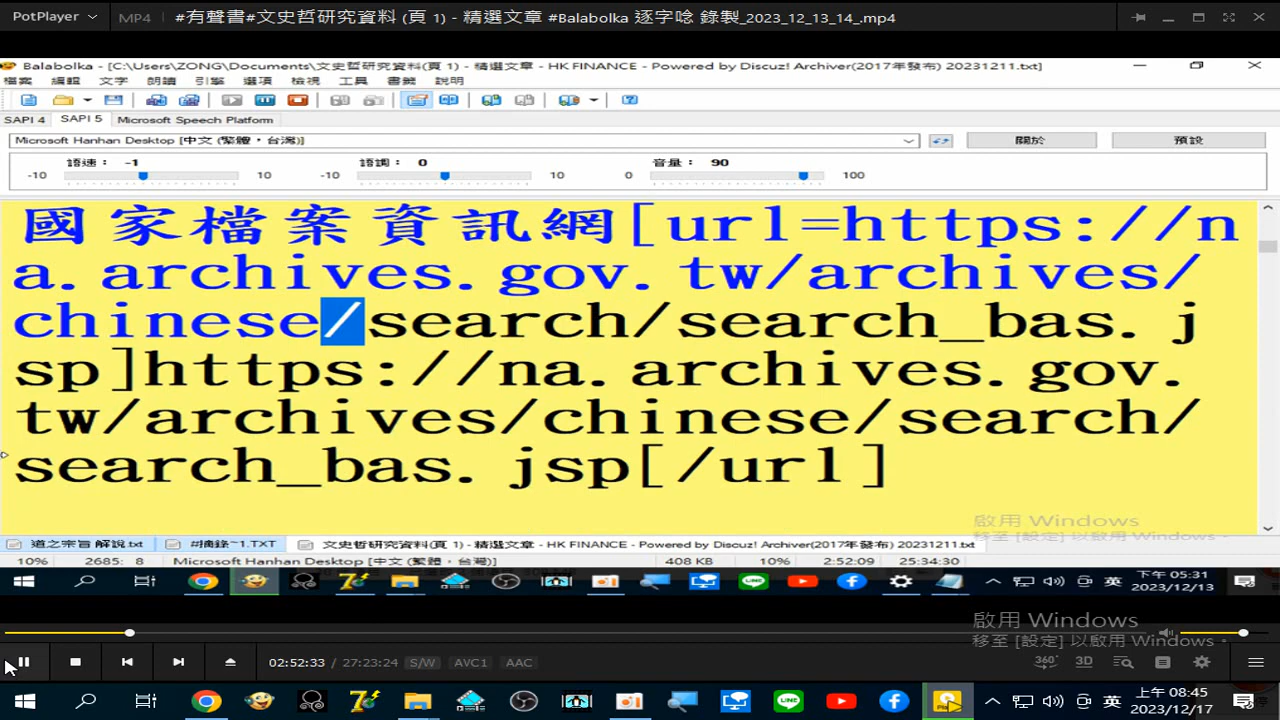 PotPlayer MP4 #有聲書#文史哲研究資料 (頁 1) - 精選文章 #Balabolka 逐字唸 錄製_2023_12_13_14_.mp4
Balabolka - [C:\Users\ZONG\Documents\文史哲研究資料(頁 1) - 精選文章 - HK FINANCE - Powered by Discuz! Archiver(2017年發布) 20231211.txt]
檔案 編輯 文字 朗讀 引擎 選項 檢視 工具 書籤 說明
SAPI 4 SAPI 5 Microsoft Speech Platform
Microsoft Hanhan Desktop [中文 (繁體，台灣)] 關於 預設
語速： -1 語調： 0 音量： 90
-10 10 -10 10 0 100
國家檔案資訊網[url=https://n
a.archives.gov.tw/archives/
chinese/search/search_bas.j
sp]https://na.archives.gov.
tw/archives/chinese/search/
search_bas.jsp[/url]
啟用 Windows
移至 [設定] 以啟用 Windows。
道之宗旨 解說.txt #摘錄~1.TXT 文史哲研究資料(頁 1) - 精選文章 - HK FINANCE - Powered by Discuz! Archiver(2017年發布) 20231211.txt
10% 2685: 8 Microsoft Hanhan Desktop [中文 (繁體，台灣)] 408 KB 10% 2:52:09 25:34:30
英 下午 05:31
2023/12/13
啟用 Windows
移至 [設定] 以啟用 Windows。
02:52:33 / 27:23:24 S/W AVC1 AAC 360° 3D
英 上午 08:45
2023/12/17